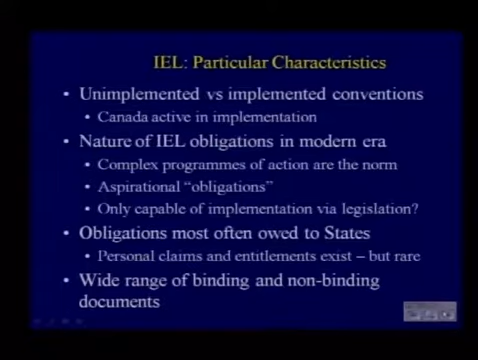 IEL: Particular Characteristics
• Unimplemented vs implemented conventions
• Canada active in implementation
• Nature of IEL obligations in modern era
• Complex programmes of action are the norm
• Aspirational “obligations”
• Only capable of implementation via legislation?
• Obligations most often owed to States
• Personal claims and entitlements exist – but rare
• Wide range of binding and non-binding
documents